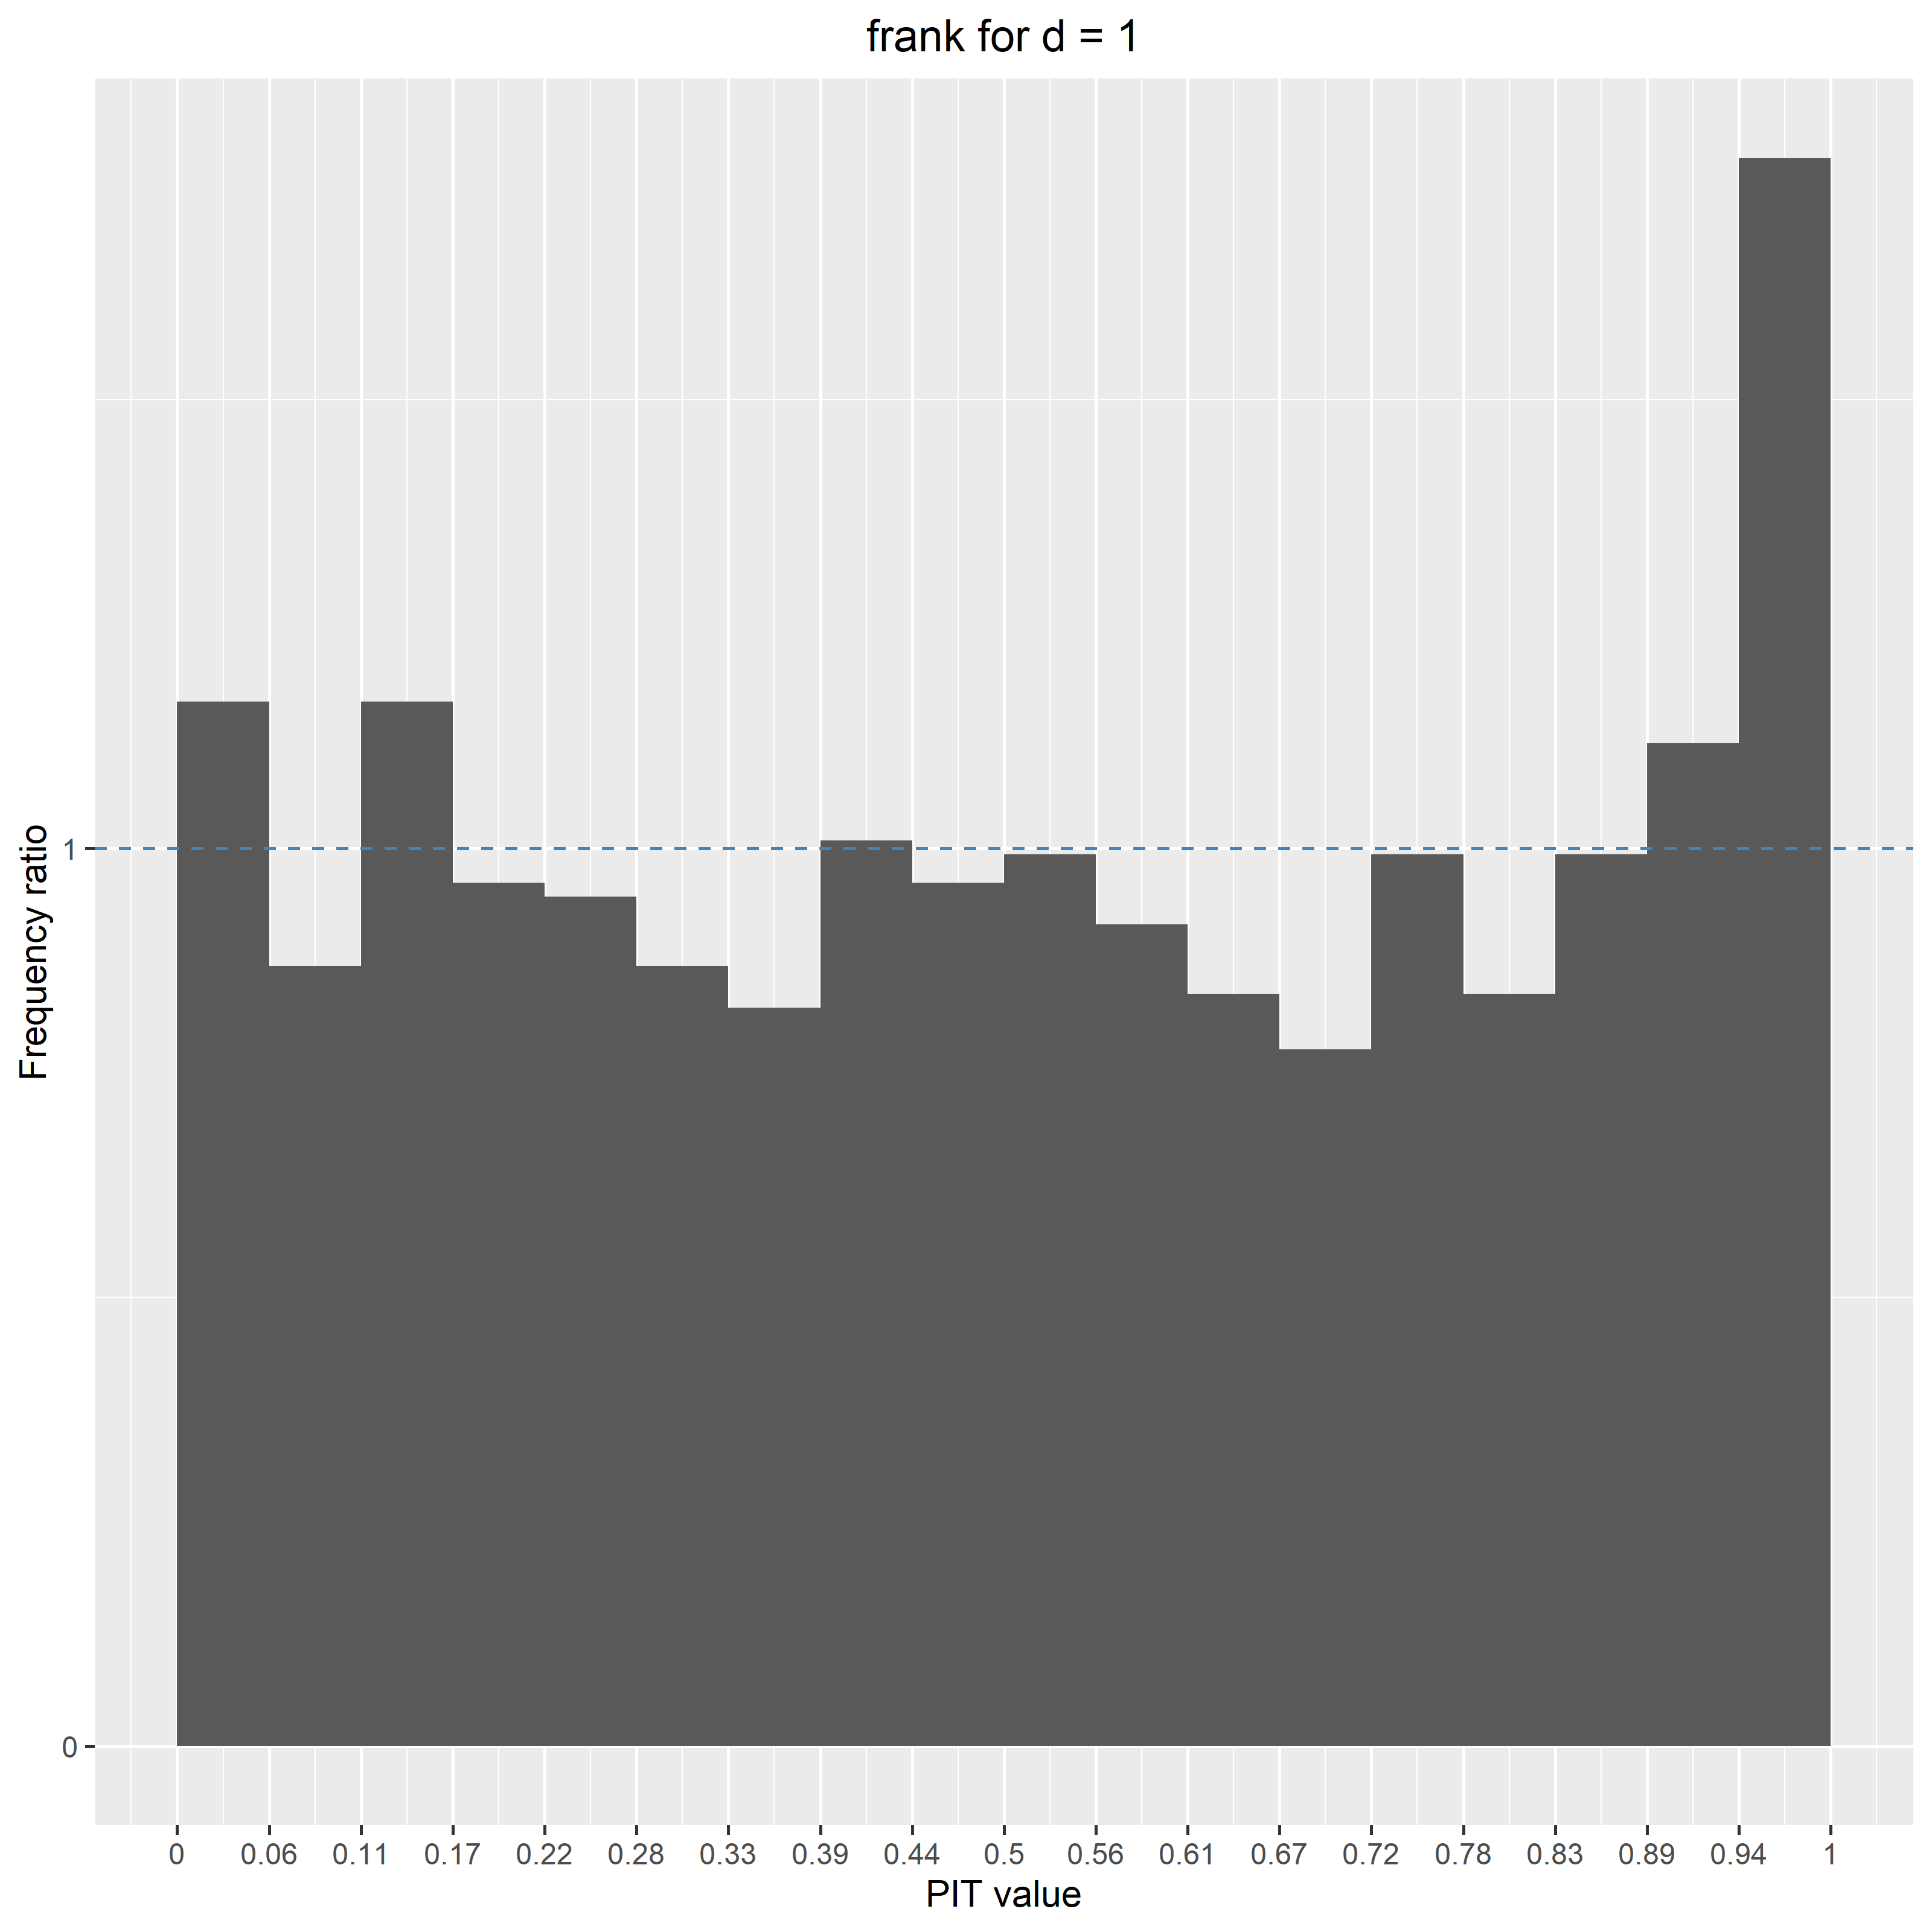 frank for d = 1
Frequency ratio
1
0
0 0.06 0.11 0.17 0.22 0.28 0.33 0.39 0.44 0.5 0.56 0.61 0.67 0.72 0.78 0.83 0.89 0.94 1
PIT value